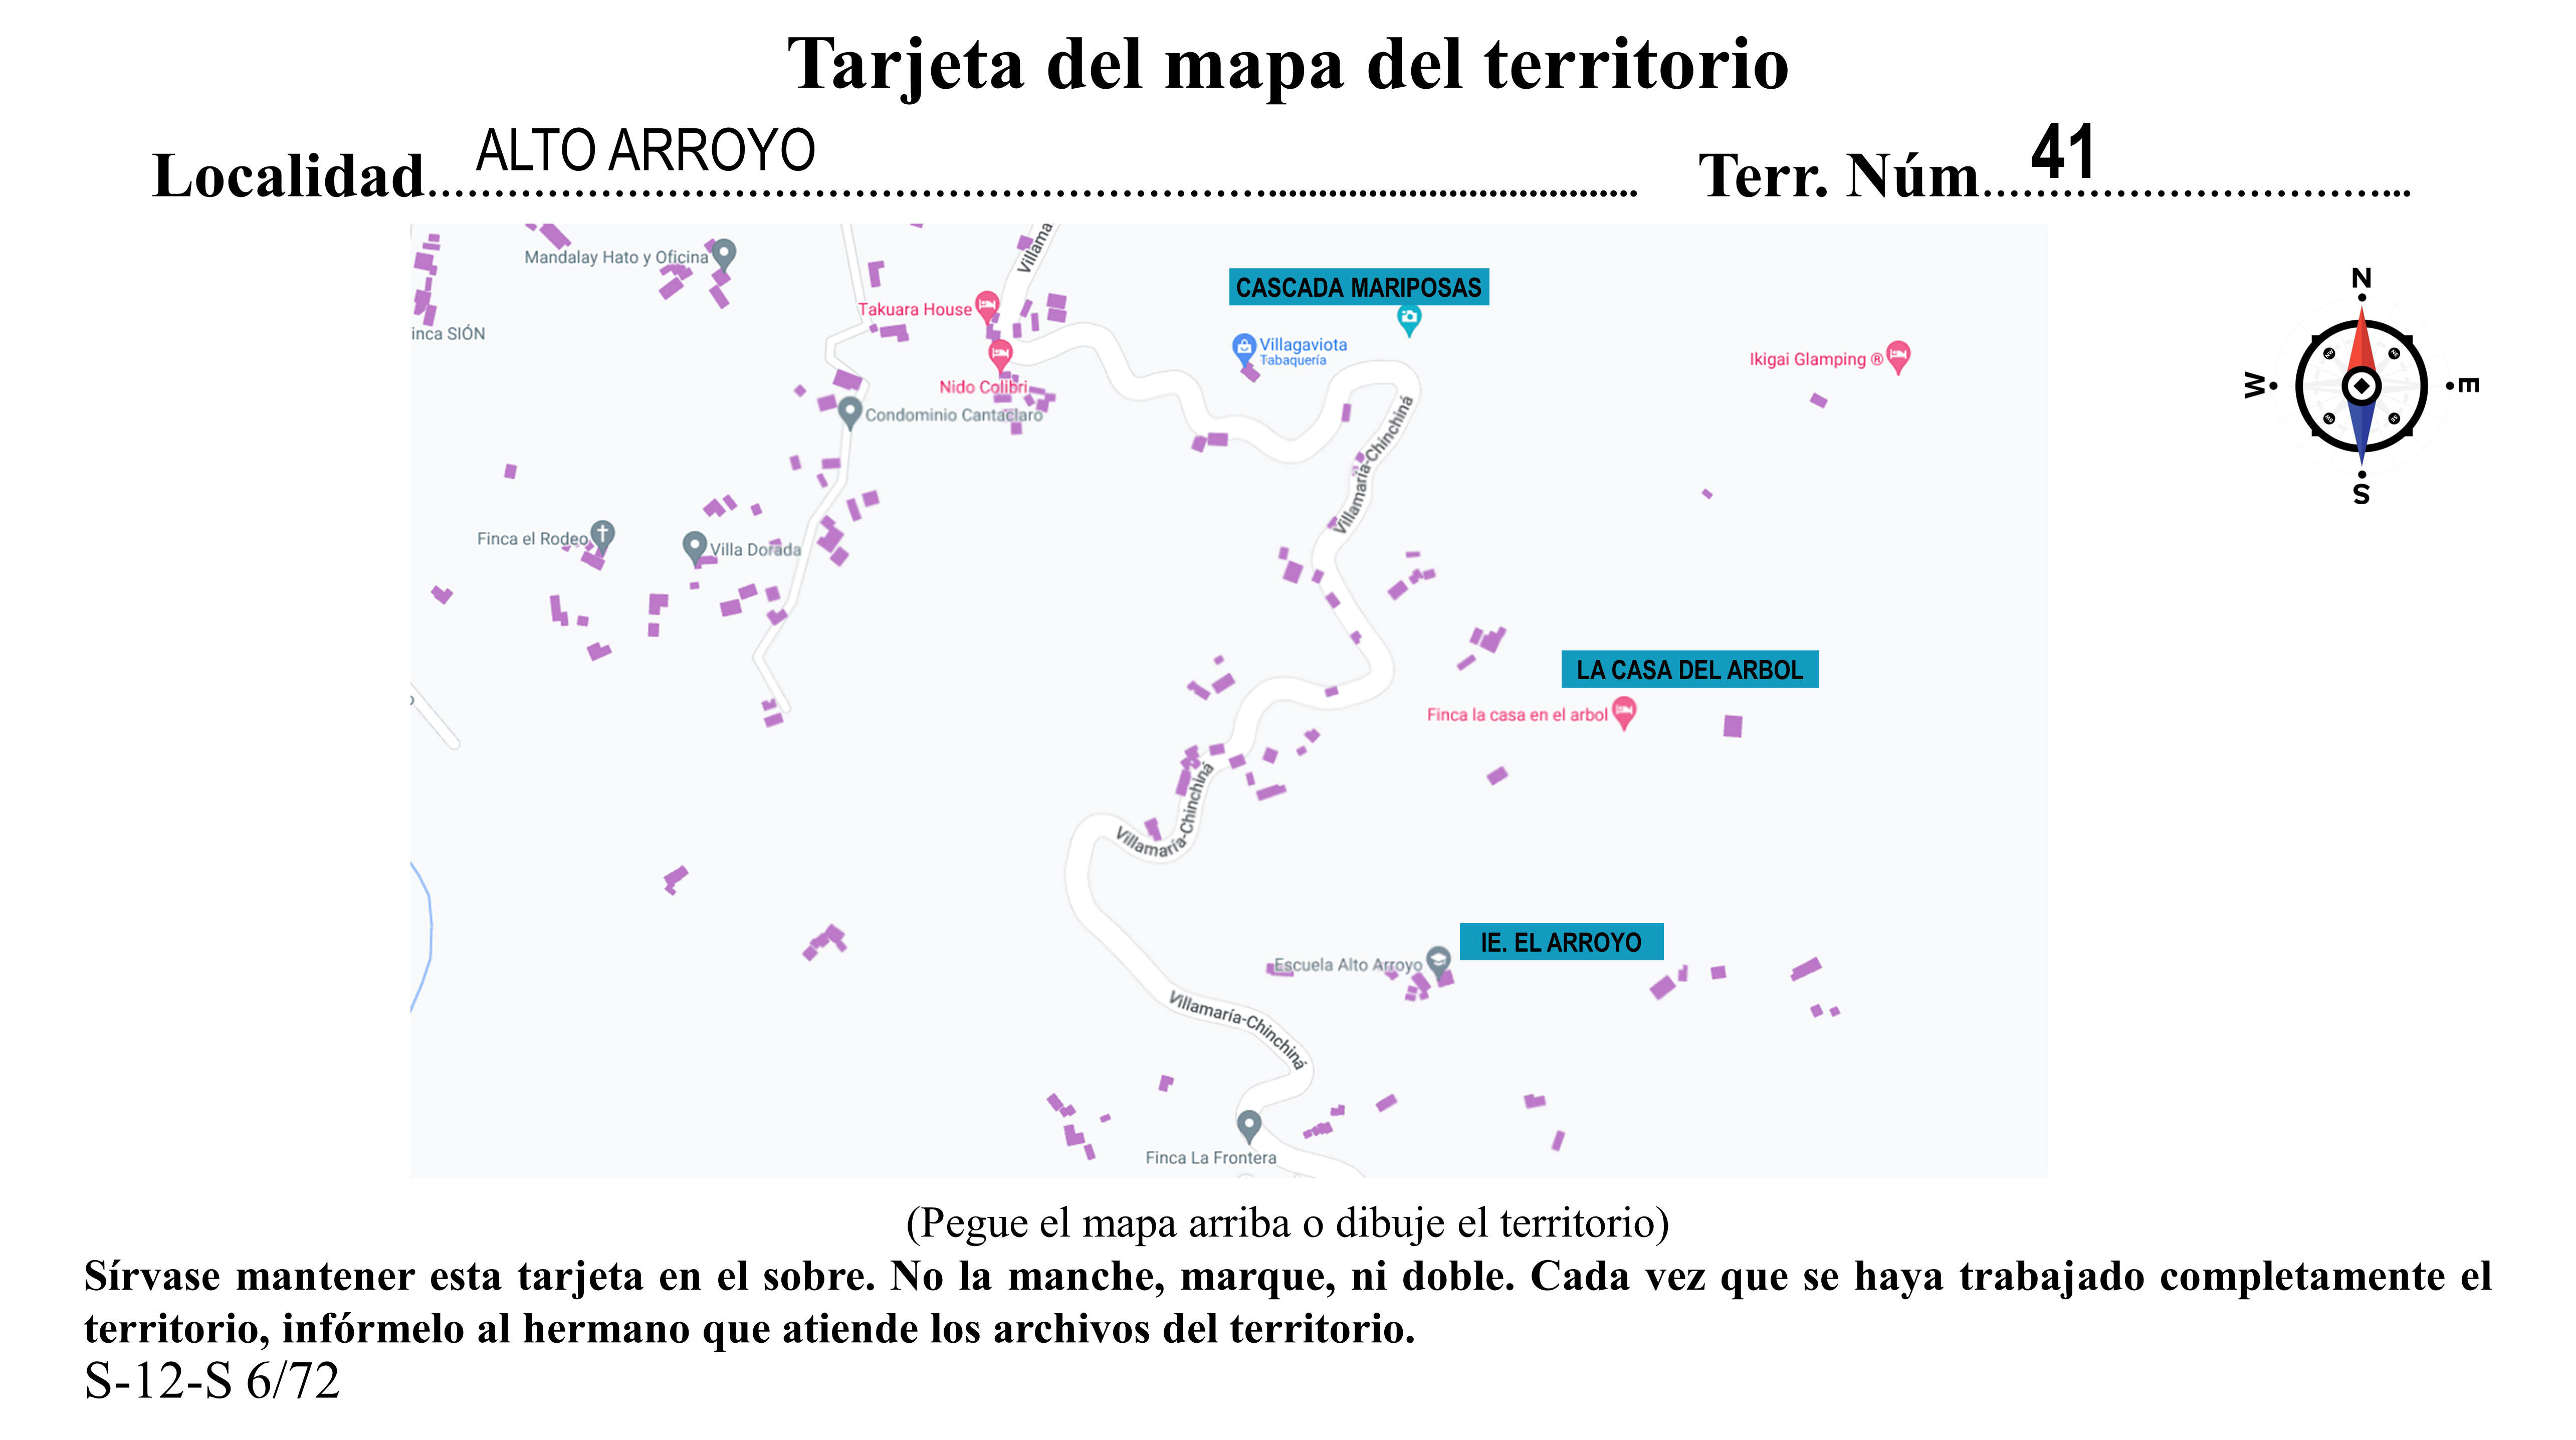 Tarjeta del mapa del territorio
Localidad ALTO ARROYO
Terr. Núm. 41
Mandalay Hato y Oficina
Villama
inca SIÓN
Takuara House
CASCADA MARIPOSAS
Villagaviota
Tabaquería
Ikigai Glamping ®
Nido Colibri
Condominio Cantaclaro
Villamaría-Chinchiná
Finca el Rodeo
Villa Dorada
LA CASA DEL ARBOL
Finca la casa en el arbol
Villamaría-Chinchiná
IE. EL ARROYO
Escuela Alto Arroyo
Villamaría-Chinchiná
Finca La Frontera
N
W
E
S
(Pegue el mapa arriba o dibuje el territorio)
Sírvase mantener esta tarjeta en el sobre. No la manche, marque, ni doble. Cada vez que se haya trabajado completamente el
territorio, infórmelo al hermano que atiende los archivos del territorio.
S-12-S 6/72